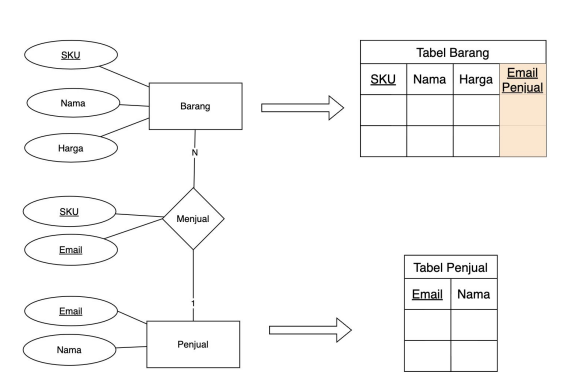 SKU
Nama
Harga
Barang
N
SKU
Email
Menjual
1
Email
Nama
Penjual
Tabel Barang
SKU Nama Harga Email
Penjual
Tabel Penjual
Email Nama